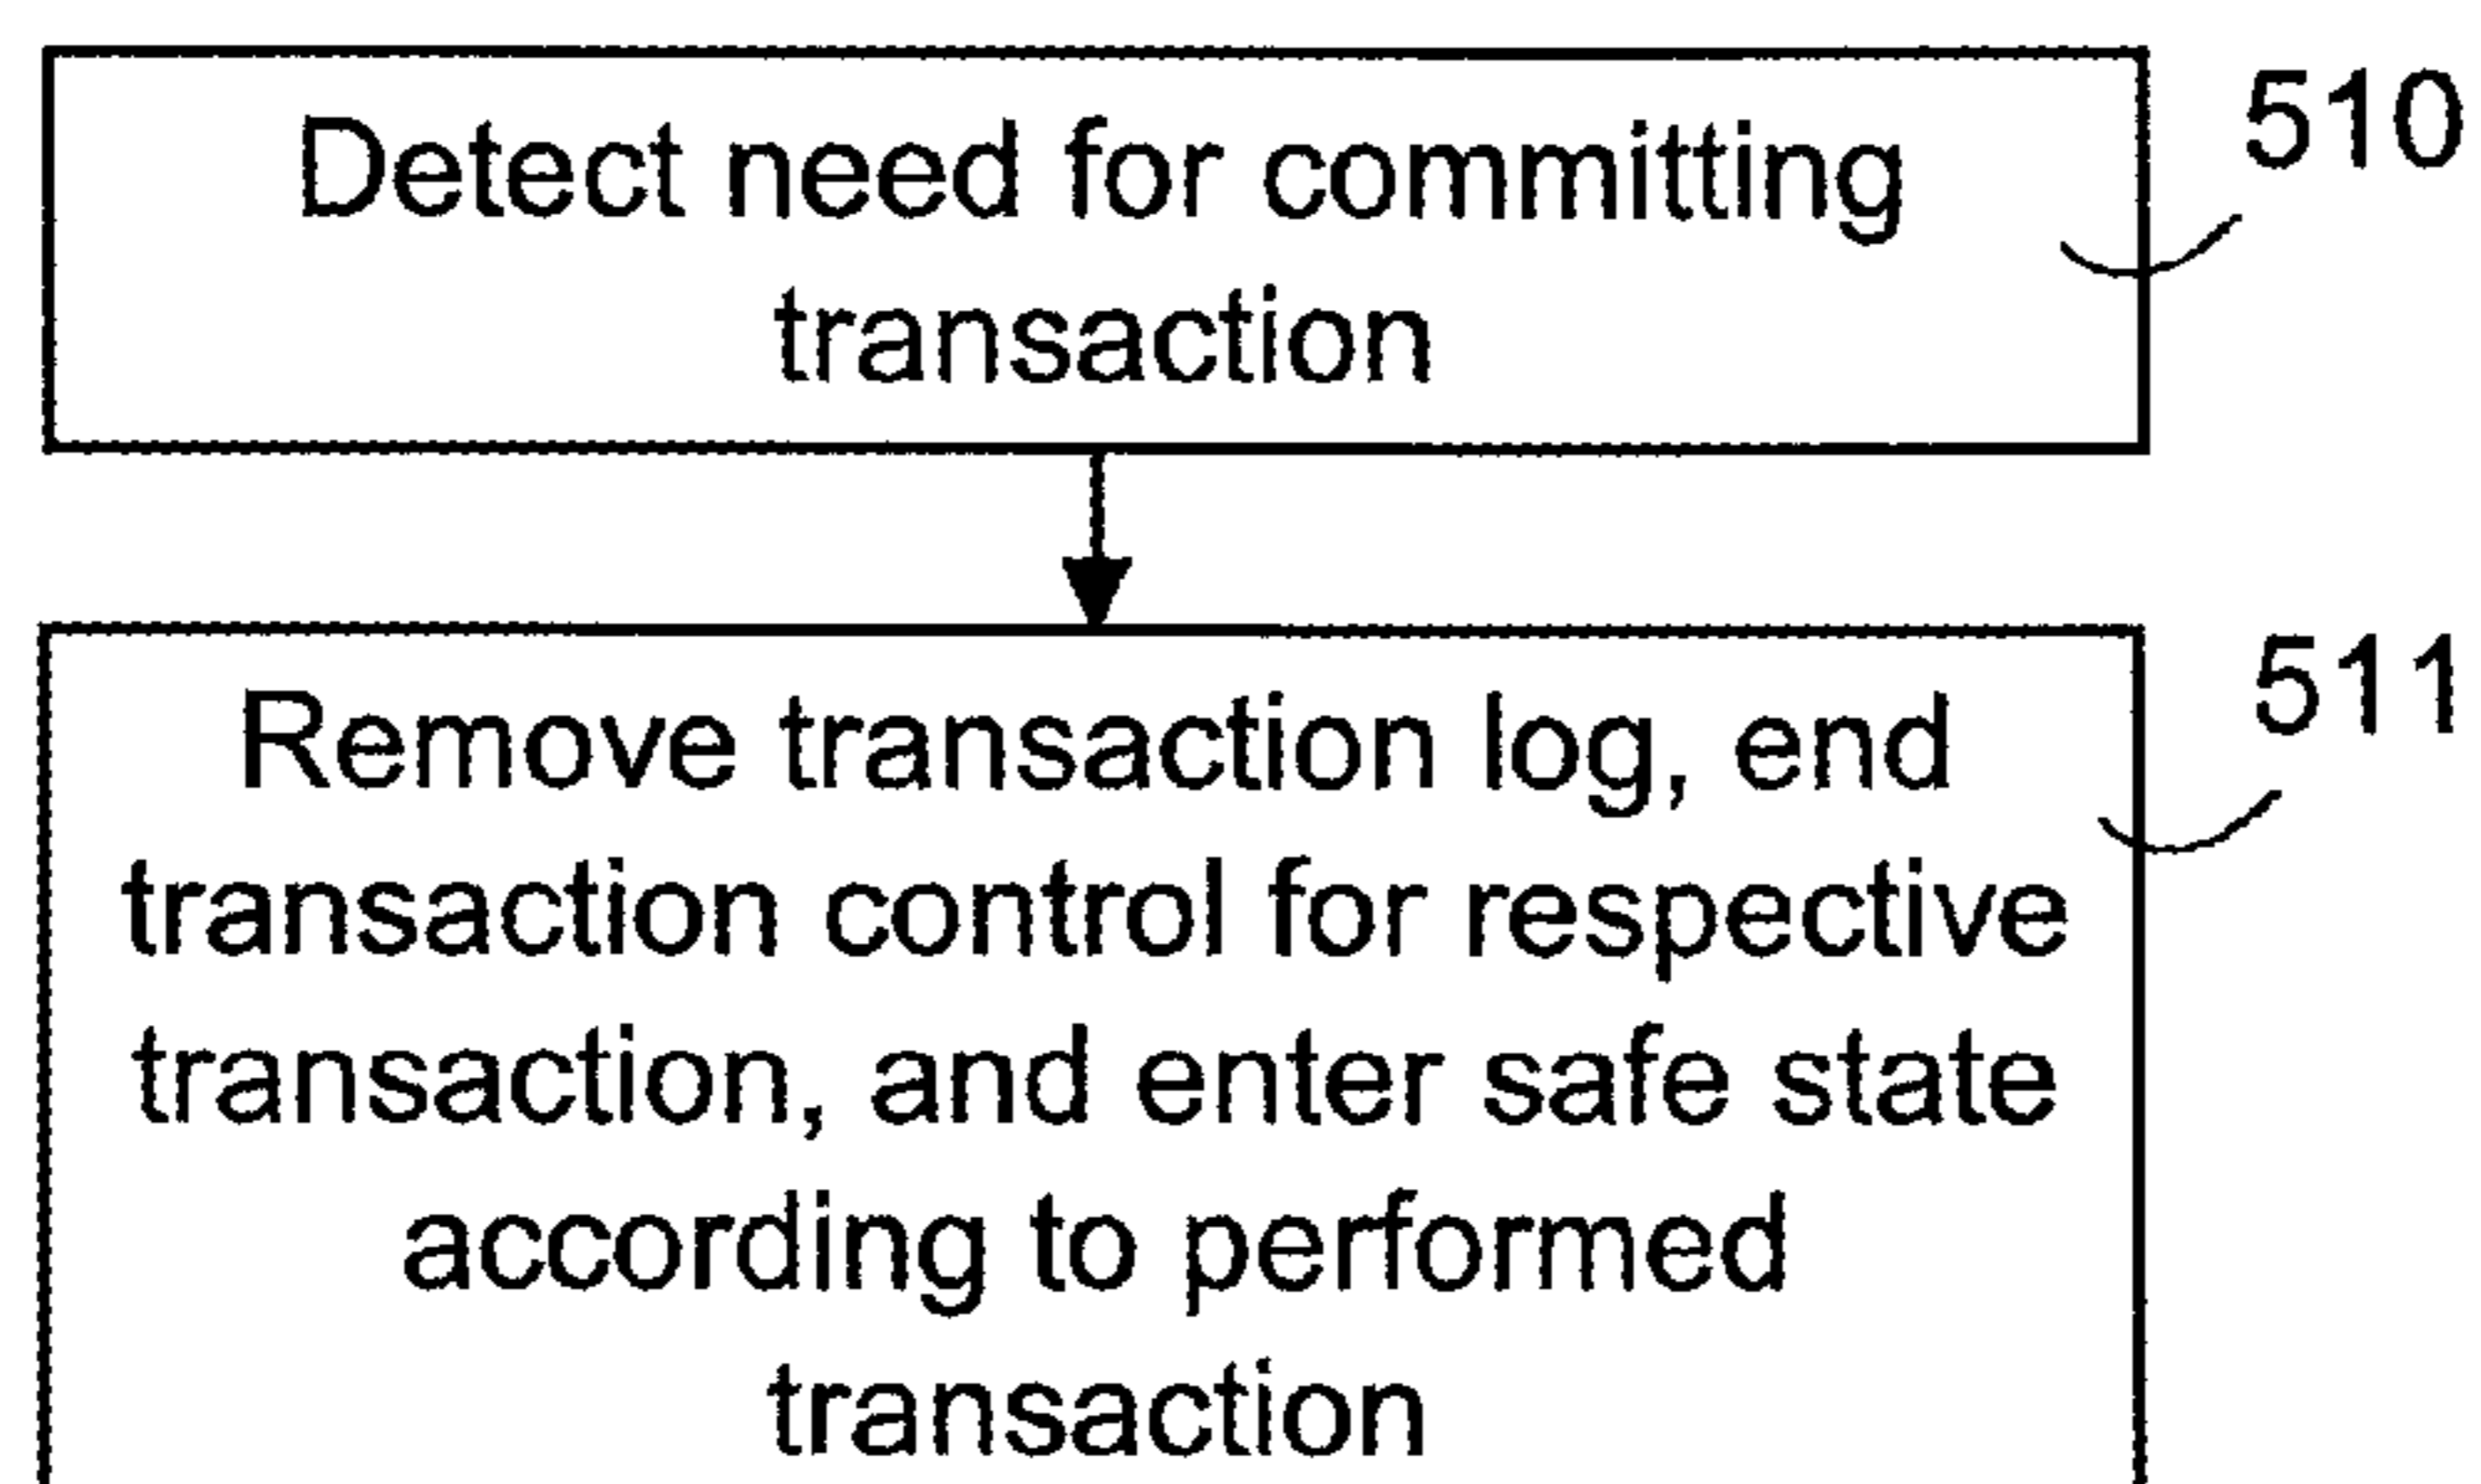 Detect need for committing
transaction
510
Remove transaction log, end
transaction control for respective
transaction, and enter safe state
according to performed
transaction
511